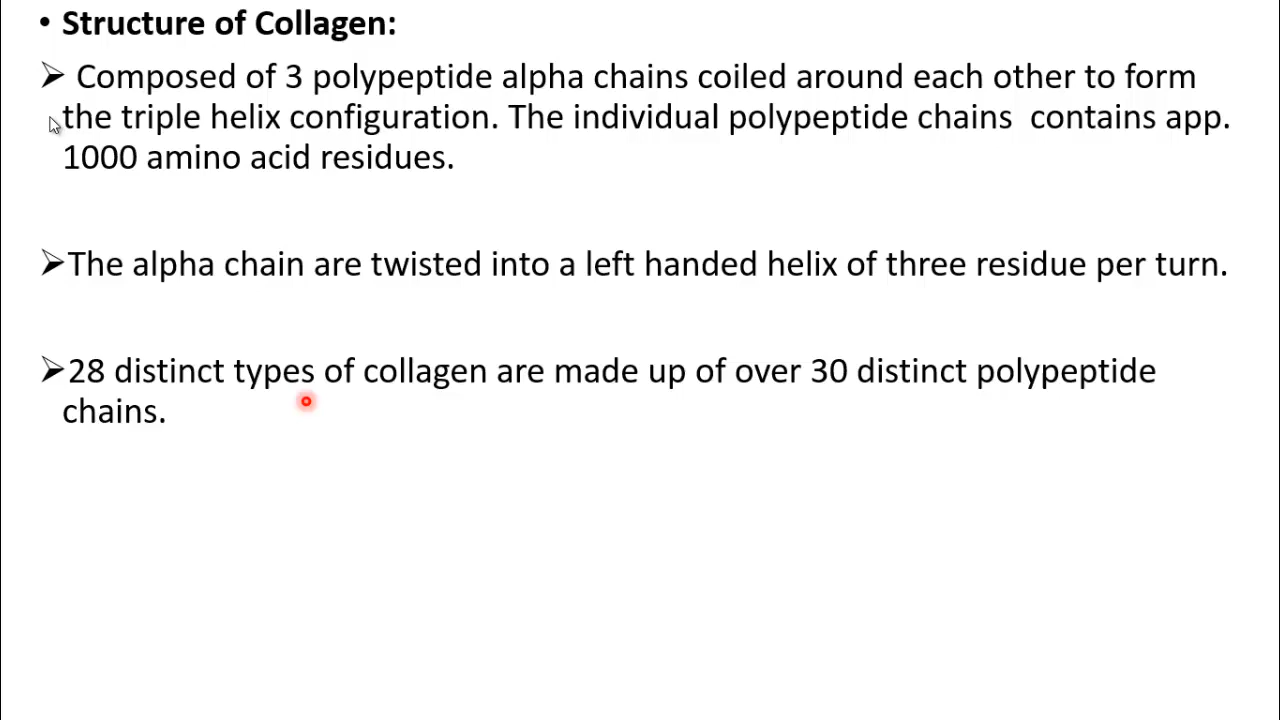 • Structure of Collagen:
➤ Composed of 3 polypeptide alpha chains coiled around each other to form
the triple helix configuration. The individual polypeptide chains  contains app.
1000 amino acid residues.
➤The alpha chain are twisted into a left handed helix of three residue per turn.
➤28 distinct types of collagen are made up of over 30 distinct polypeptide
chains.